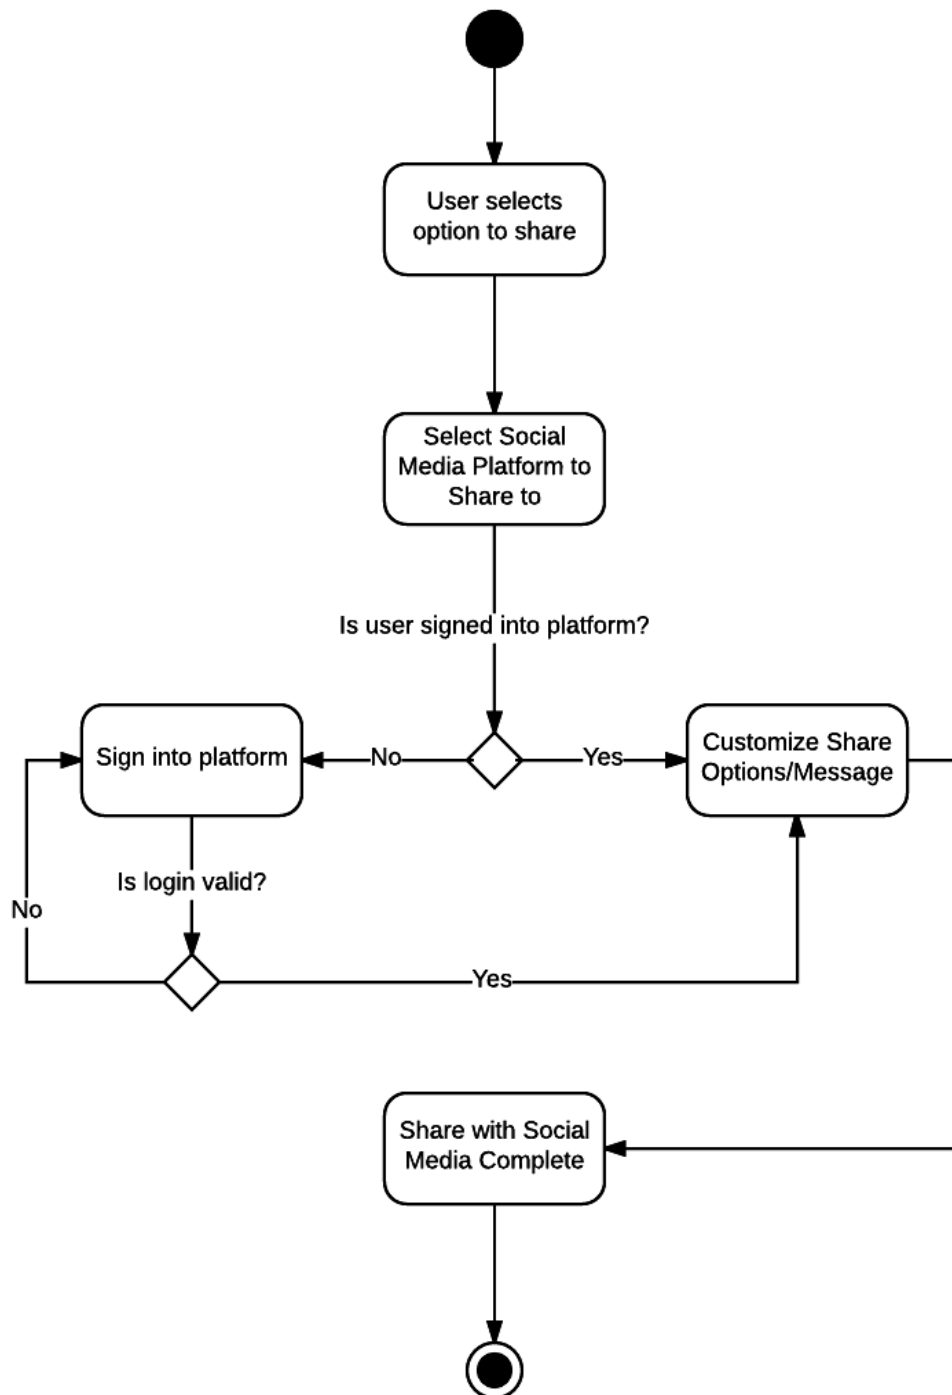 User selects
option to share
Select Social
Media Platform to
Share to
Is user signed into platform?
Sign into platform
No
Yes
Customize Share
Options/Message
Is login valid?
No
Yes
Share with Social
Media Complete